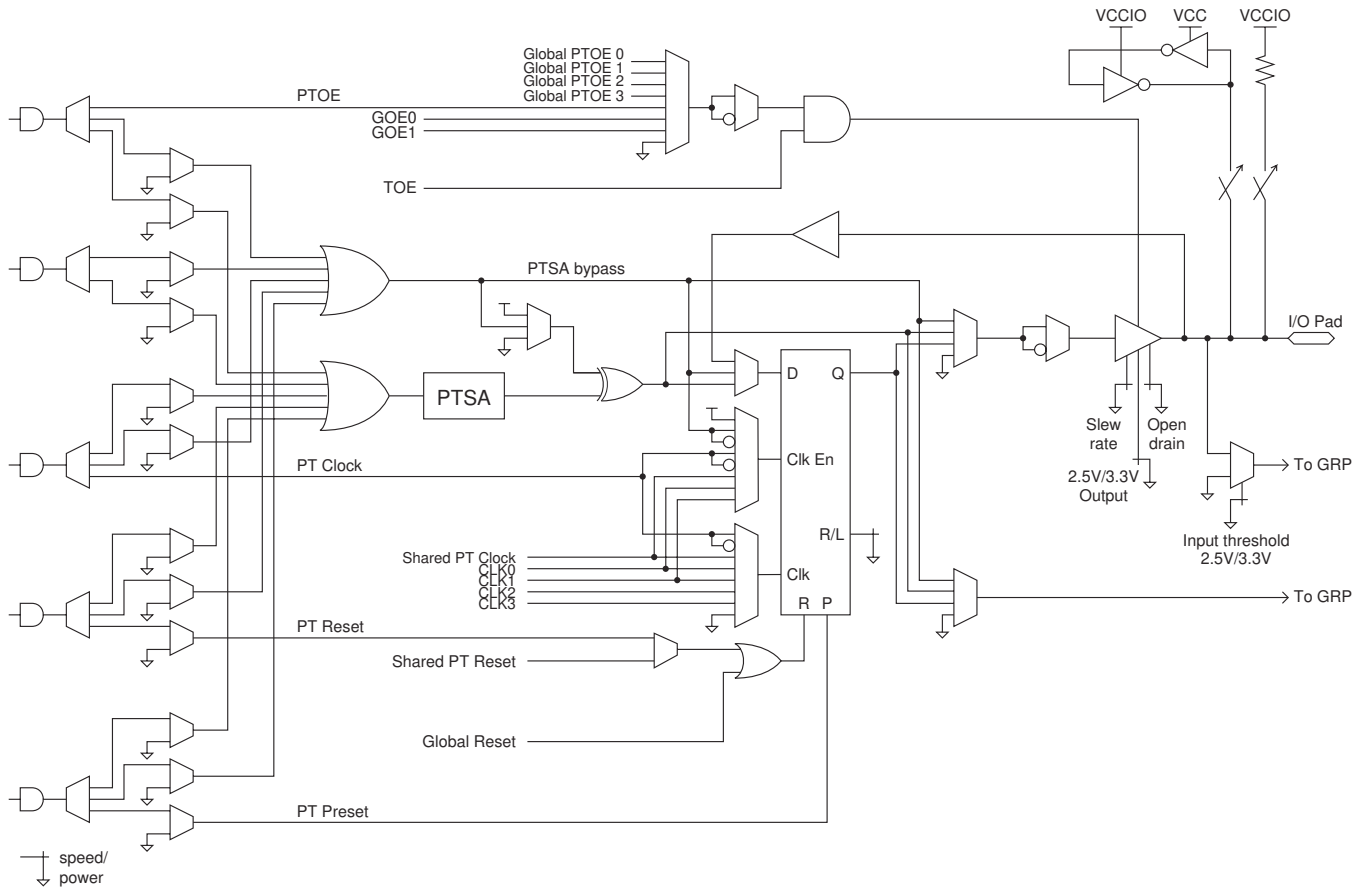 VCCIO
VCC
VCCIO
Global PTOE 0
Global PTOE 1
Global PTOE 2
Global PTOE 3
PTOE
GOE0
GOE1
TOE
PTSA bypass
I/O Pad
D
Q
PTSA
Slew
rate
Open
drain
PT Clock
Clk En
To GRP
2.5V/3.3V
Output
R/L
Input threshold
2.5V/3.3V
Shared PT Clock
CLK0
CLK1
CLK2
CLK3
Clk
R P
To GRP
PT Reset
Shared PT Reset
Global Reset
PT Preset
speed/
power